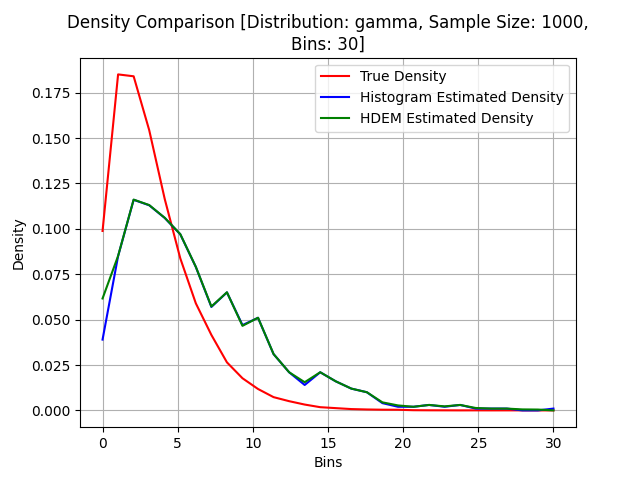 Density Comparison [Distribution: gamma, Sample Size: 1000,
Bins: 30]
True Density
Histogram Estimated Density
HDEM Estimated Density
Density
0.175
0.150
0.125
0.100
0.075
0.050
0.025
0.000
0 5 10 15 20 25 30
Bins